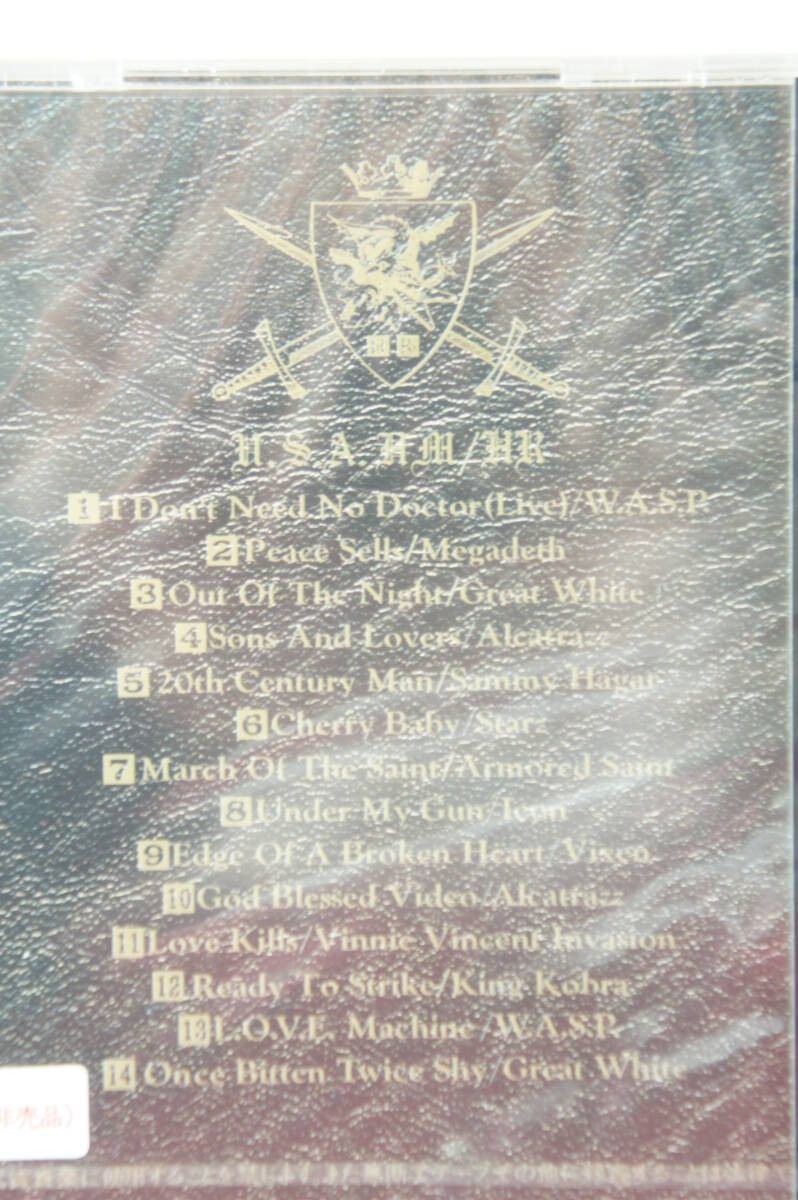 U.S.A. HM/HR
1 I Don't Need No Doctor(Live)/W.A.S.P.
2 Peace Sells/Megadeth
3 Out Of The Night/Great White
4 Sons And Lovers/Alcatrazz
5 20th Century Man/Sammy Hagar
6 Cherry Baby/Starz
7 March Of The Saint/Armored Saint
8 Under My Gun/Icon
9 Edge Of A Broken Heart/Vixen
10 God Blessed Video/Alcatrazz
11 Love Kills/Vinnie Vincent Invasion
12 Ready To Strike/King Kobra
13 L.O.V.E. Machine/W.A.S.P.
14 Once Bitten Twice Shy/Great White
非売品)